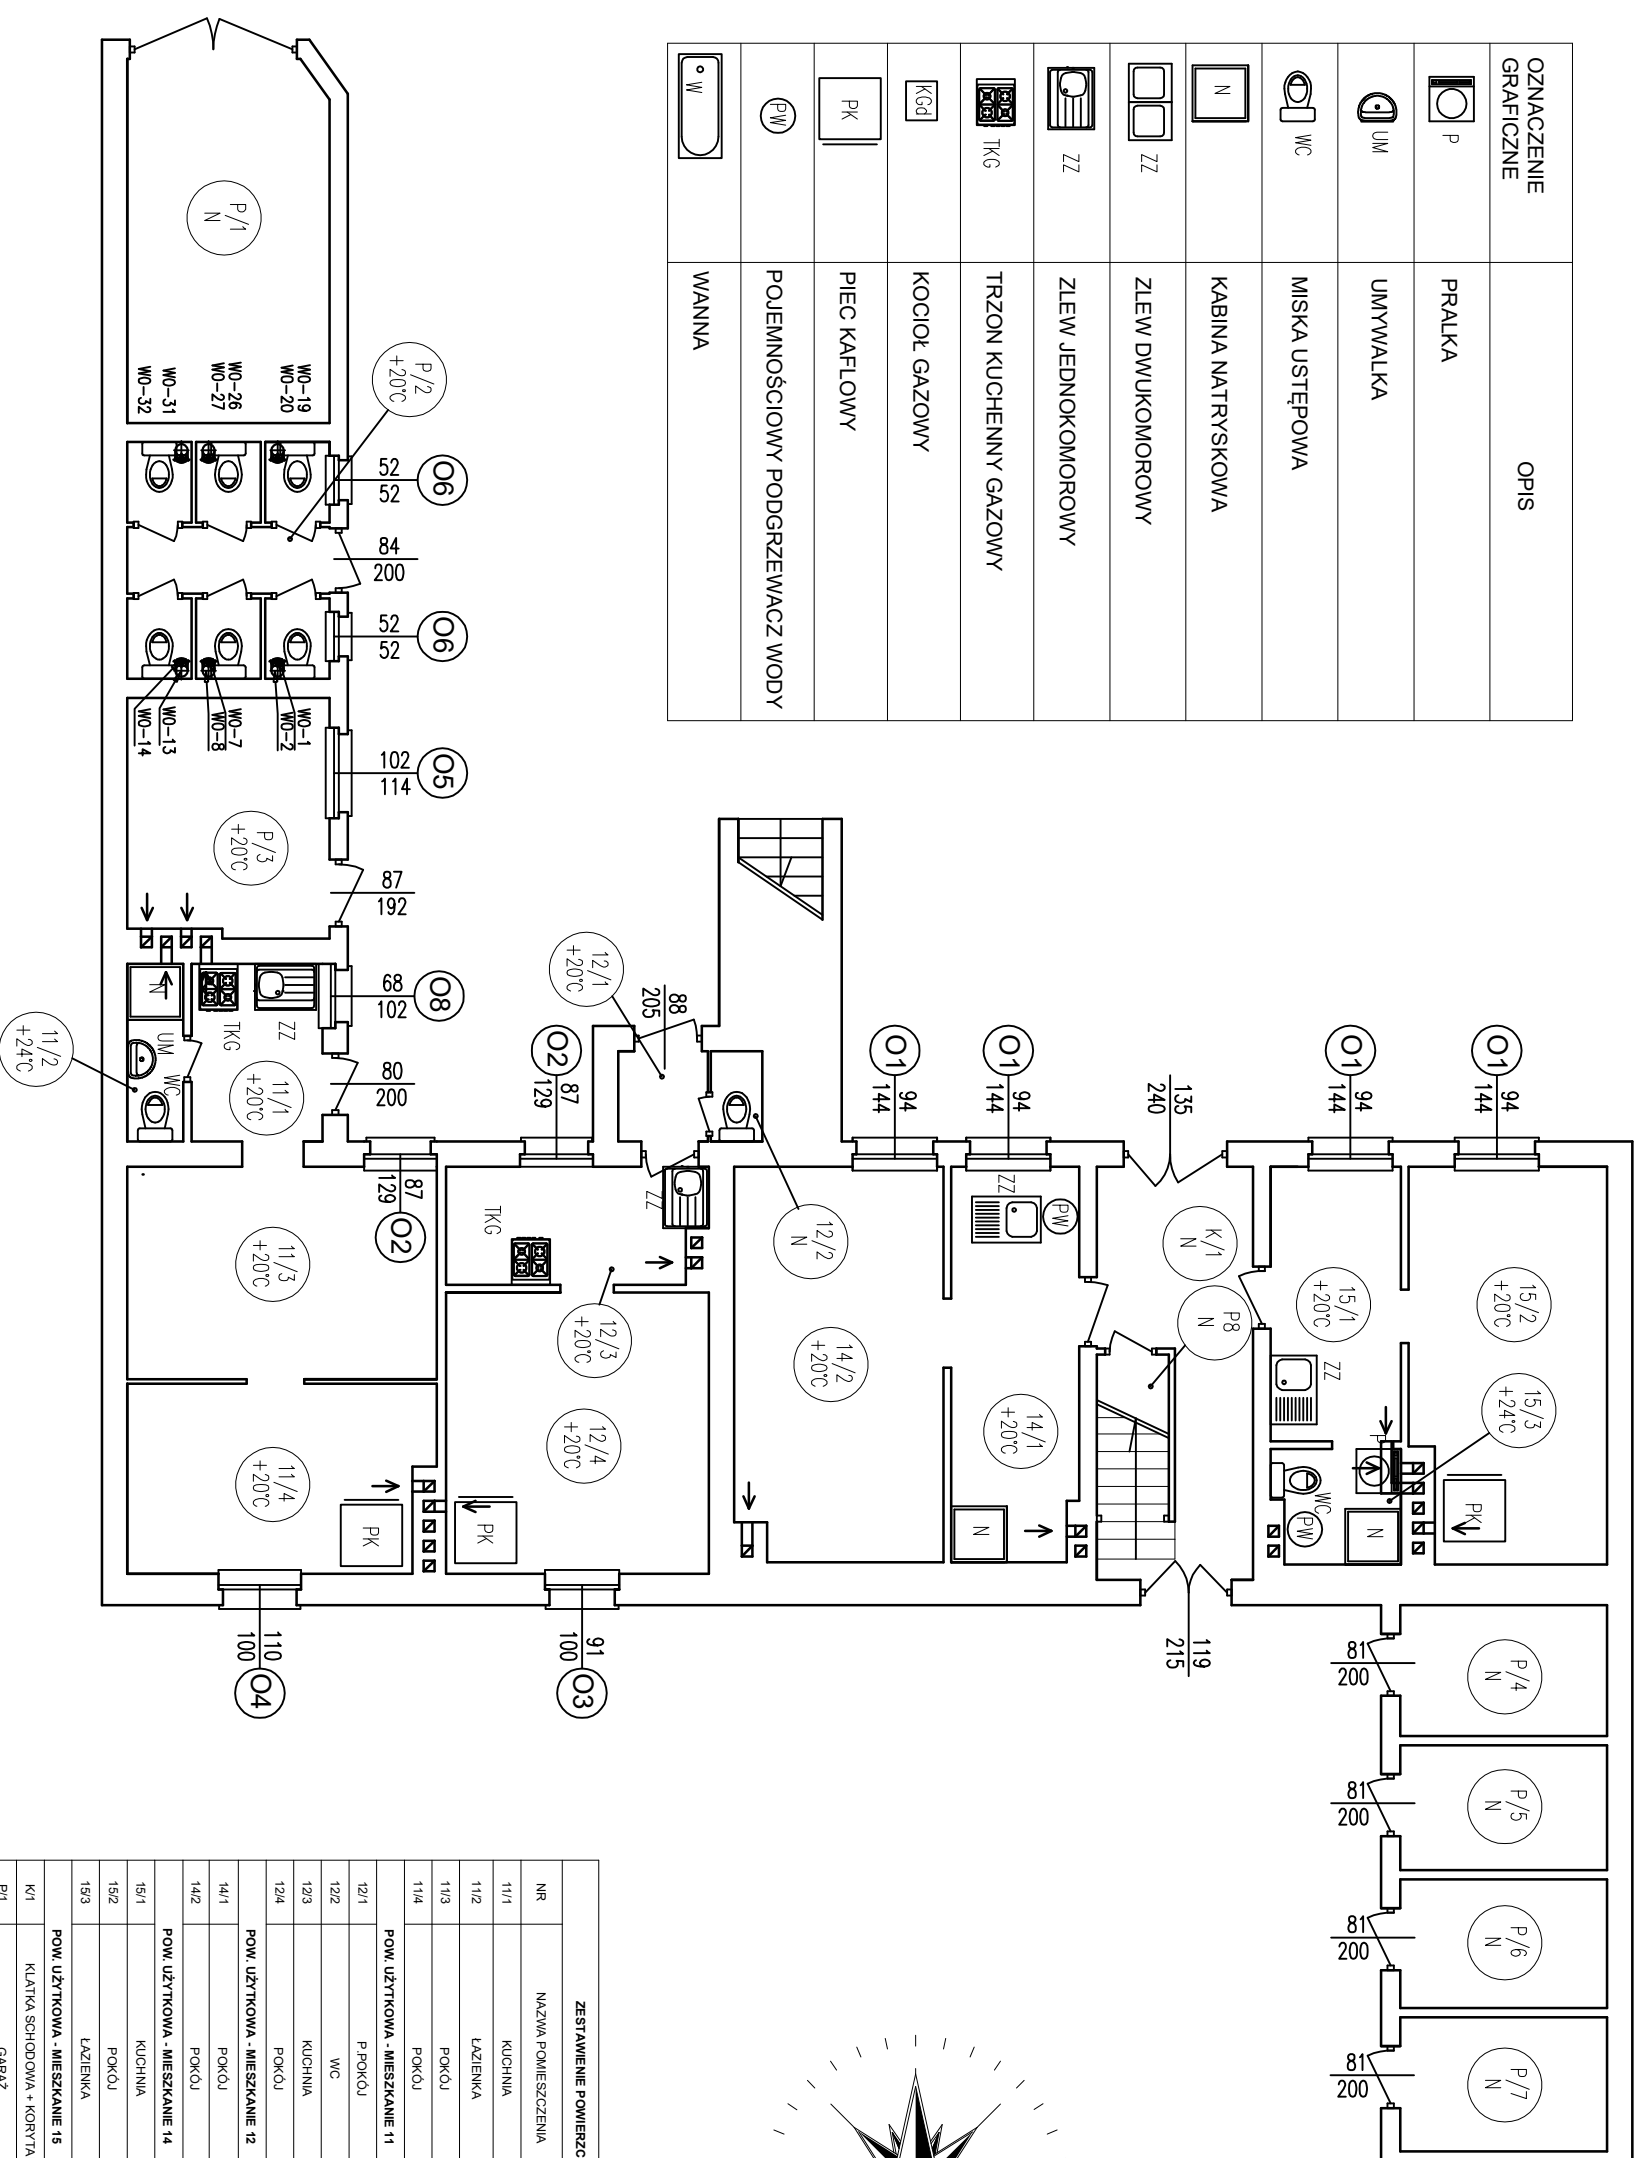 OZNACZENIE
GRAFICZNE
OPIS
P
PRALKA
UM
UMYWALKA
WC
MISKA USTĘPOWA
N
KABINA NATRYSKOWA
ZZ
ZLEW DWUKOMOROWY
ZZ
ZLEW JEDNOKOMOROWY
TKG
TRZON KUCHENNY GAZOWY
KGd
KOCIOŁ GAZOWY
PK
PIEC KAFLOWY
PW
POJEMNOŚCIOWY PODGRZEWACZ WODY
W
WANNA
P/1
N
P/2
+20°C
WO-19
WO-20
WO-26
WO-27
WO-31
WO-32
O6
52
52
84
200
O6
52
52
WO-1
WO-2
WO-7
WO-8
WO-13
WO-14
O5
102
114
P/3
+20°C
87
192
O8
68
102
80
200
N
UM
WC
TKG
ZZ
11/1
+20°C
11/2
+24°C
12/1
+20°C
88
205
O2
87
129
O1
94
144
O1
94
144
135
240
O1
94
144
O1
94
144
87
129
O2
11/3
+20°C
TKG
ZZ
12/3
+20°C
12/2
N
14/2
+20°C
ZZ
PW
K/1
N
P8
N
15/1
+20°C
ZZ
15/2
+20°C
15/3
+24°C
11/4
+20°C
PK
12/4
+20°C
PK
14/1
+20°C
N
P
WC
PW
N
PK
110
100
O4
91
100
O3
119
215
81
200
P/4
N
81
200
P/5
N
81
200
P/6
N
81
200
P/7
N
ZESTAWIENIE POWIERZC
NR
NAZWA POMIESZCZENIA
11/1
KUCHNIA
11/2
ŁAZIENKA
11/3
POKÓJ
11/4
POKÓJ
POW. UŻYTKOWA - MIESZKANIE 11
12/1
P.POKÓJ
12/2
WC
12/3
KUCHNIA
12/4
POKÓJ
POW. UŻYTKOWA - MIESZKANIE 12
14/1
POKÓJ
14/2
POKÓJ
POW. UŻYTKOWA - MIESZKANIE 14
15/1
KUCHNIA
15/2
POKÓJ
15/3
ŁAZIENKA
POW. UŻYTKOWA - MIESZKANIE 15
K/1
KLATKA SCHODOWA + KORYTA
P/1
GARAŻ